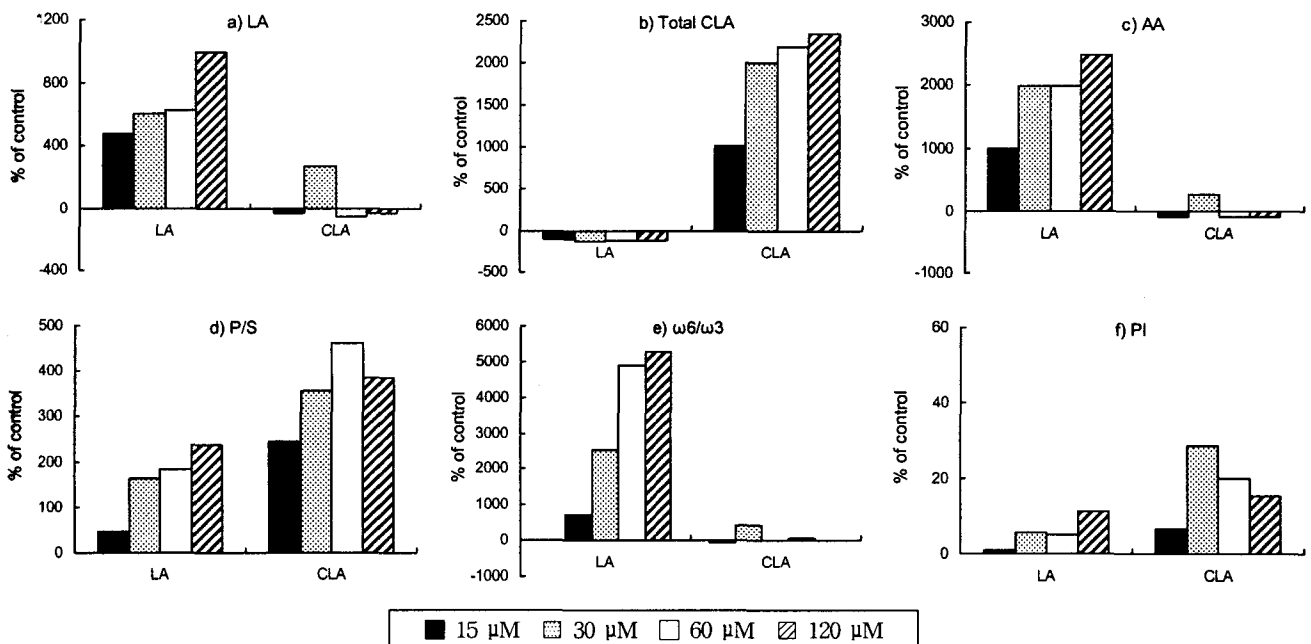 a) LA
% of control
1200
800
400
0
-400
LA CLA
b) Total CLA
% of control
2500
2000
1500
1000
500
0
-500
LA CLA
c) AA
% of control
3000
2000
1000
0
-1000
LA CLA
d) P/S
% of control
500
400
300
200
100
0
LA CLA
e) ω6/ω3
% of control
6000
5000
4000
3000
2000
1000
0
-1000
LA CLA
f) PI
% of control
60
40
20
0
LA CLA
15 μM 30 μM 60 μM 120 μM